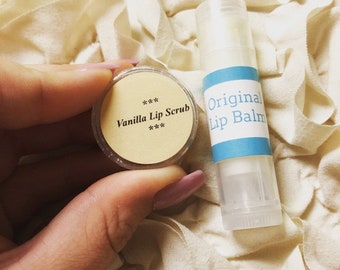 ***
Vanilla Lip Scrub
***
Original
Lip Balm